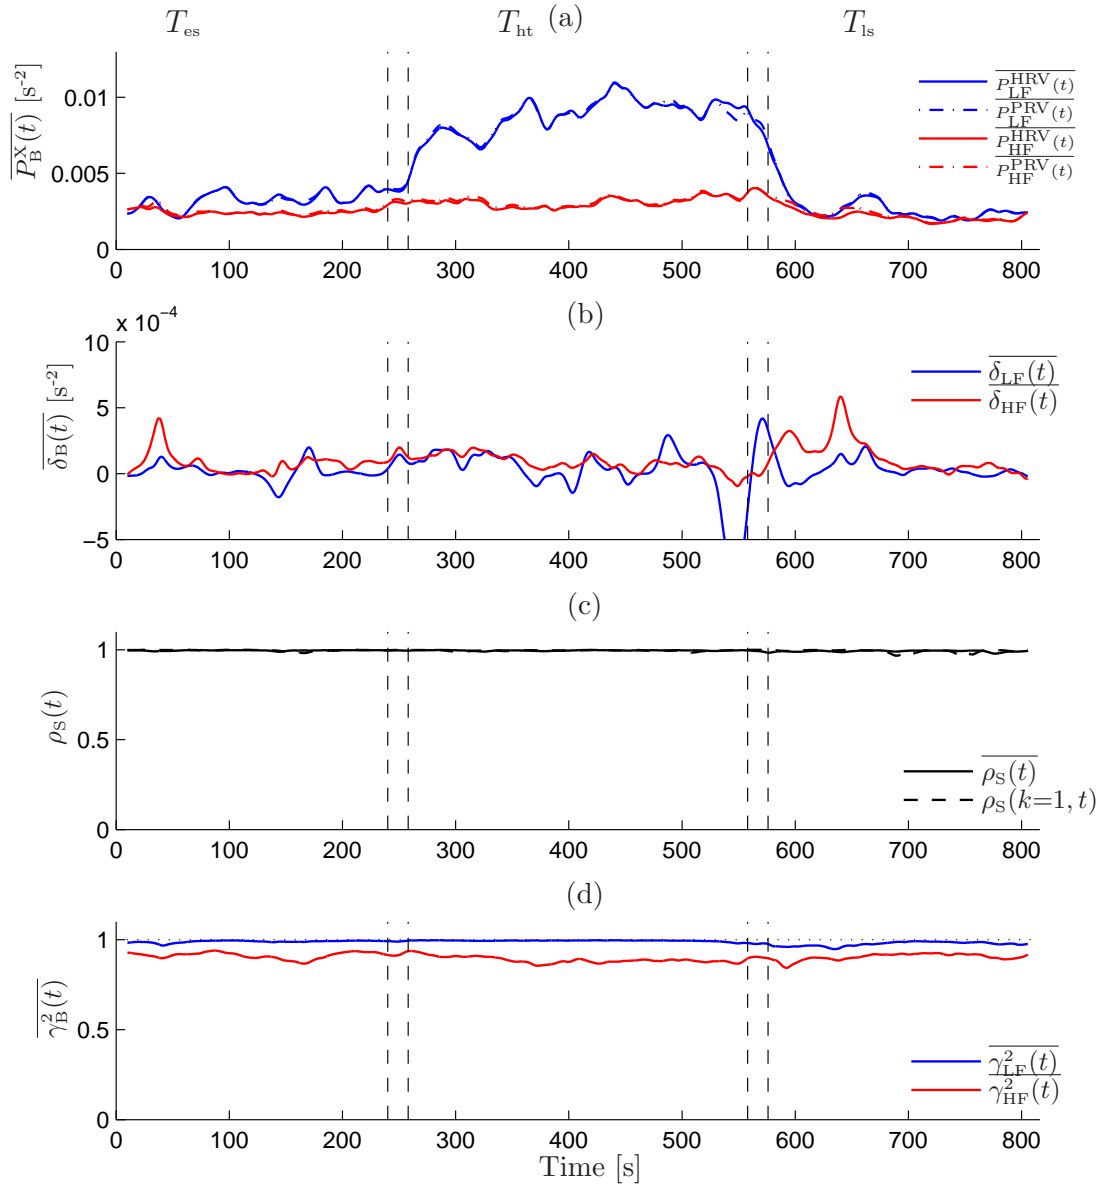 T_es T_ht (a) T_ls
P_B^X(t) [s^-2]
0.01
0.005
0
P_LF^HRV(t)
P_LF^PRV(t)
P_HF^HRV(t)
P_HF^PRV(t)
0 100 200 300 400 500 600 700 800
(b)
x 10^-4
δ_B(t) [s^-2]
10
5
0
−5
δ_LF(t)
δ_HF(t)
0 100 200 300 400 500 600 700 800
(c)
ρ_S(t)
1
0.5
0
ρ_S(t)
ρ_S(k=1, t)
0 100 200 300 400 500 600 700 800
(d)
γ_B^2(t)
1
0.5
0
γ_LF^2(t)
γ_HF^2(t)
0 100 200 300 400 500 600 700 800
Time [s]